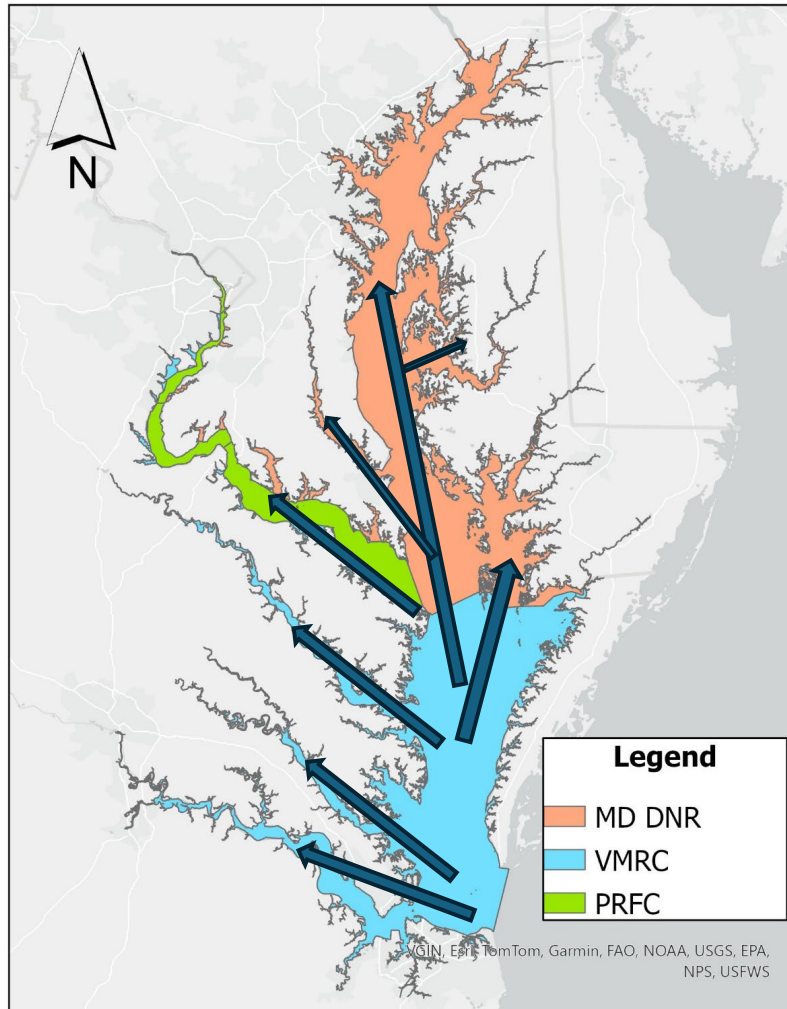 N
Legend
MD DNR
VMRC
PRFC
VGIN, Esri, TomTom, Garmin, FAO, NOAA, USGS, EPA,
NPS, USFWS